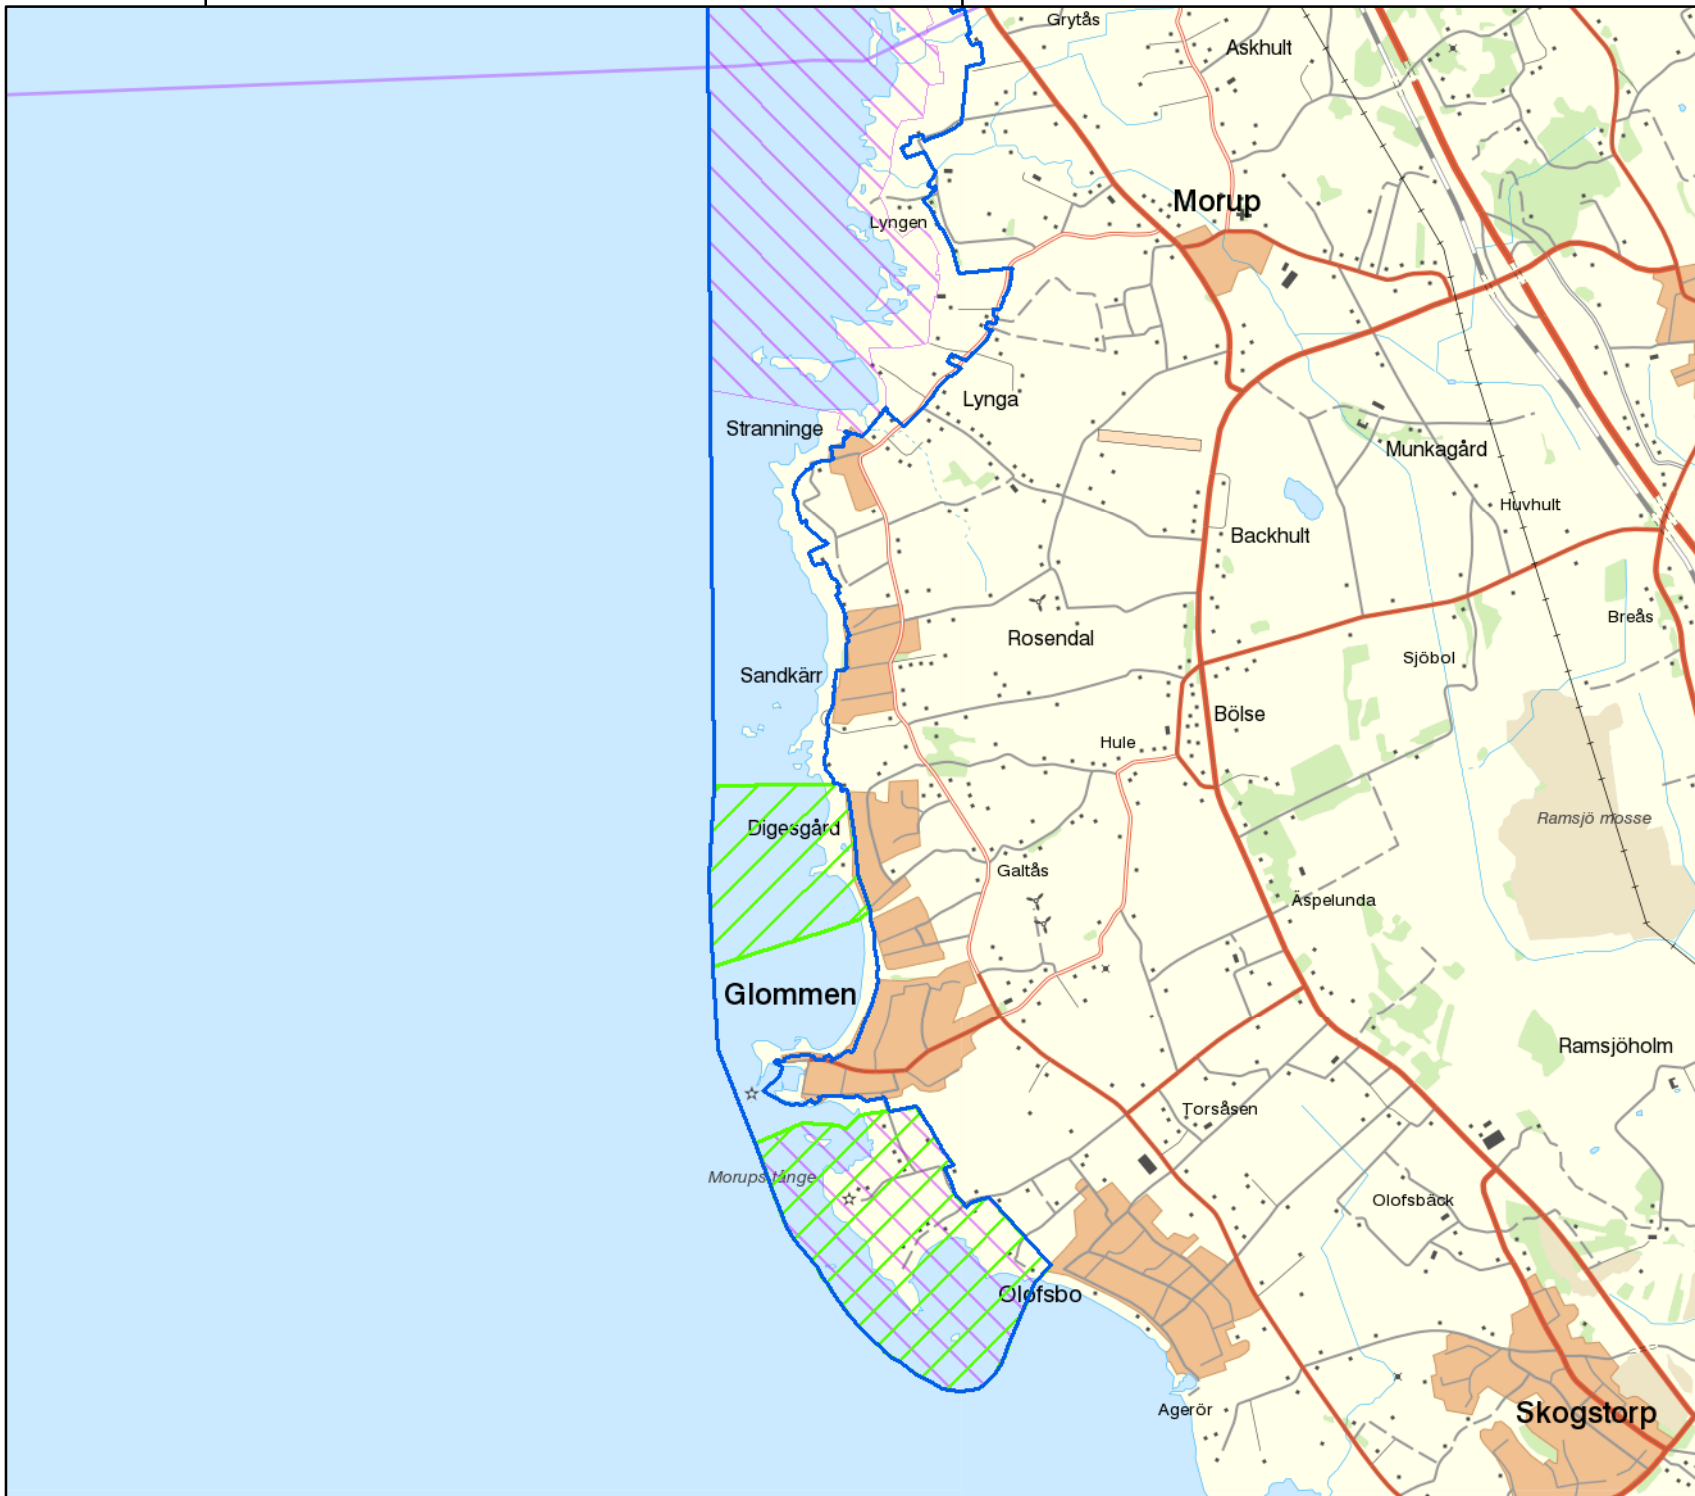 Grytås
Askhult
Morup
Lyngen
Lynga
Stranninge
Munkagård
Huvhult
Backhult
Breås
Rosendal
Sjöbol
Sandkärr
Bölse
Hule
Ramsjö mosse
Digesgård
Galtås
Äspelunda
Glommen
Ramsjöholm
Torsåsen
Morups tånge
Olofsbäck
Olofsbo
Agerör
Skogstorp